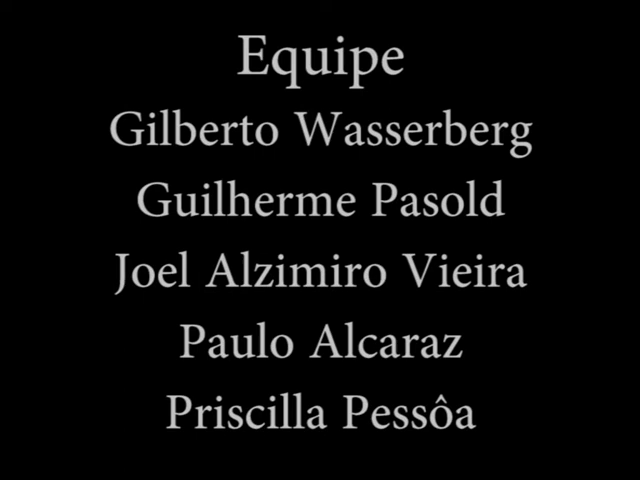 Equipe
Gilberto Wasserberg
Guilherme Pasold
Joel Alzimiro Vieira
Paulo Alcaraz
Priscilla Pessôa